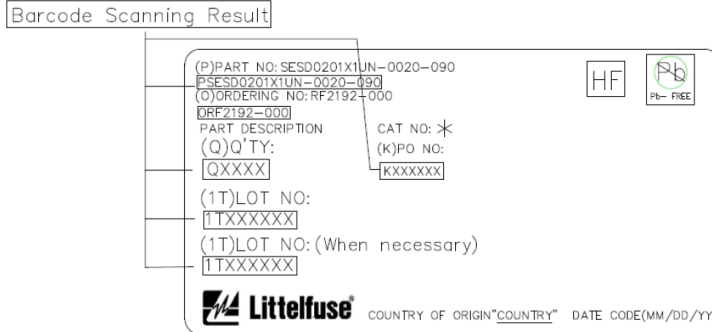 Barcode Scanning Result
(P)PART NO: SESD0201X1UN-0020-090
PSESD0201X1UN-0020-090
(O)ORDERING NO: RF2192-000
ORF2192-000
PART DESCRIPTION CAT NO: *
(Q)Q'TY: (K)PO NO:
QXXXX KXXXXXX
(1T)LOT NO:
1TXXXXXX
(1T)LOT NO: (When necessary)
1TXXXXXX
HF
Pb
Pb- FREE
Littelfuse®
COUNTRY OF ORIGIN"COUNTRY" DATE CODE(MM/DD/YY